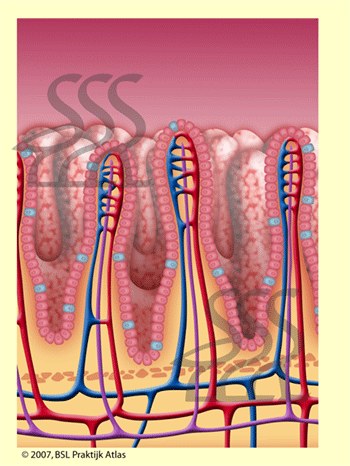 © 2007, BSL Praktijk Atlas